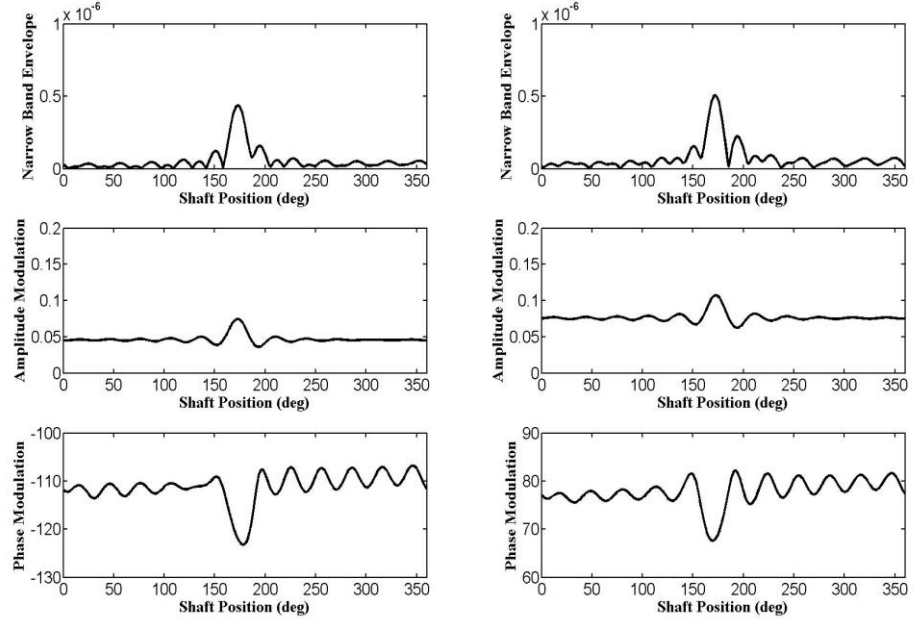 1 x 10⁻⁶
Narrow Band Envelope
1
0.5
0
0 50 100 150 200 250 300 350
Shaft Position (deg)
1 x 10⁻⁶
Narrow Band Envelope
1
0.5
0
0 50 100 150 200 250 300 350
Shaft Position (deg)
Amplitude Modulation
0.2
0.15
0.1
0.05
0
0 50 100 150 200 250 300 350
Shaft Position (deg)
Amplitude Modulation
0.2
0.15
0.1
0.05
0
0 50 100 150 200 250 300 350
Shaft Position (deg)
Phase Modulation
-100
-110
-120
-130
0 50 100 150 200 250 300 350
Shaft Position (deg)
Phase Modulation
90
80
70
60
0 50 100 150 200 250 300 350
Shaft Position (deg)